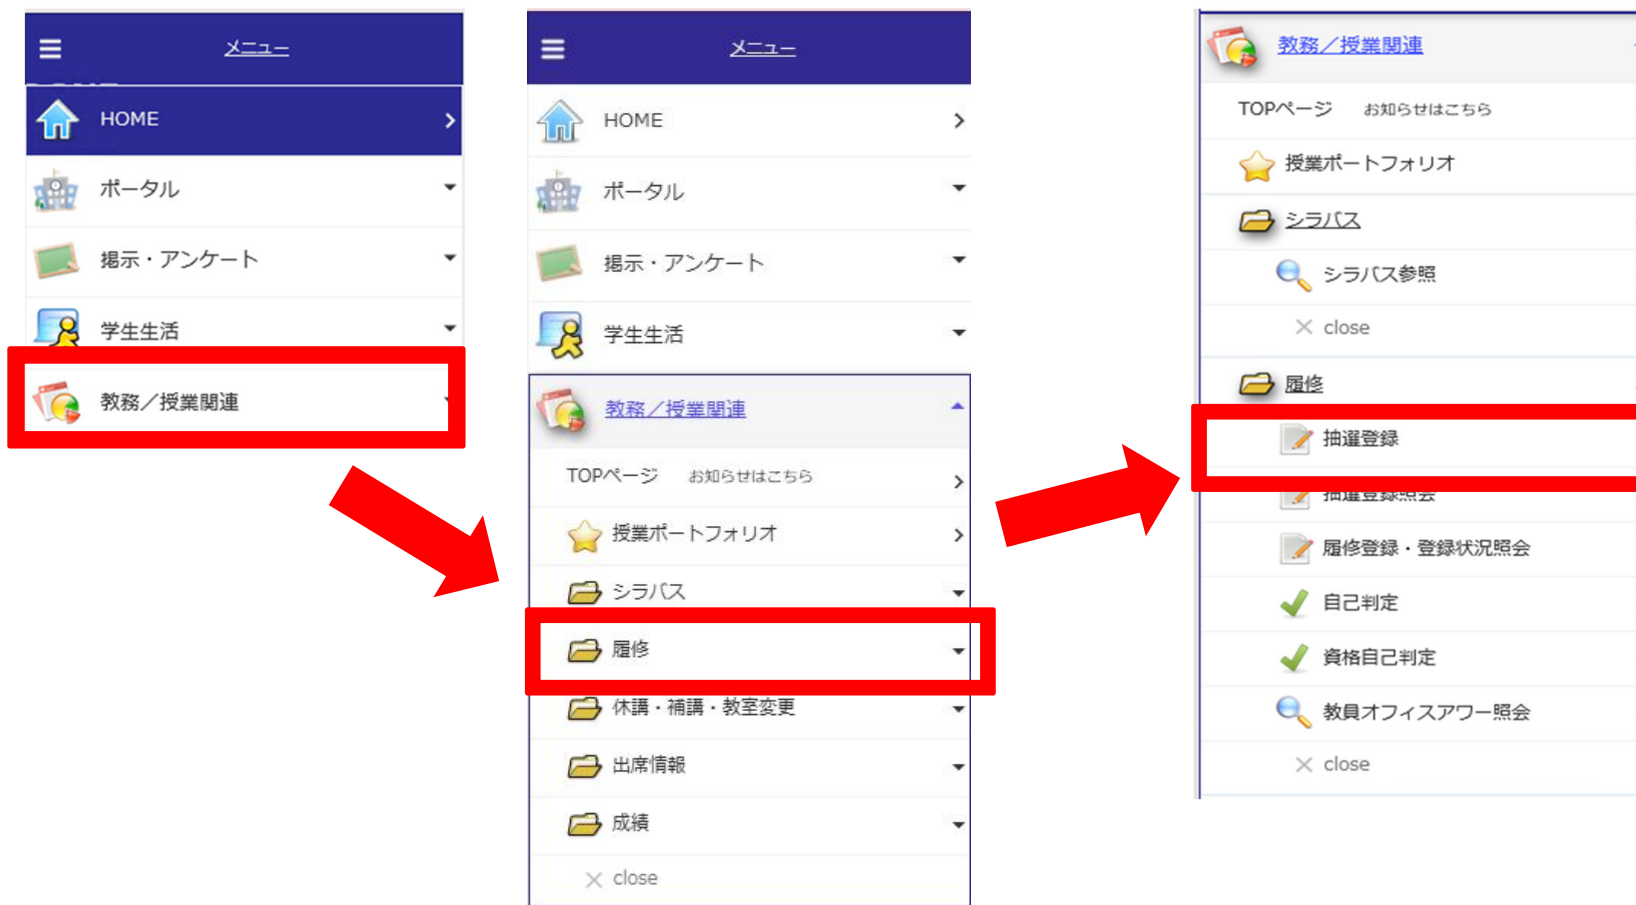 メニュー
HOME
ポータル
掲示・アンケート
学生生活
教務／授業関連
メニュー
HOME
ポータル
掲示・アンケート
学生生活
教務／授業関連
TOPページ お知らせはこちら
授業ポートフォリオ
シラバス
履修
休講・補講・教室変更
出席情報
成績
× close
教務／授業関連
TOPページ お知らせはこちら
授業ポートフォリオ
シラバス
シラバス参照
× close
履修
抽選登録
抽選登録照会
履修登録・登録状況照会
自己判定
資格自己判定
教員オフィスアワー照会
× close